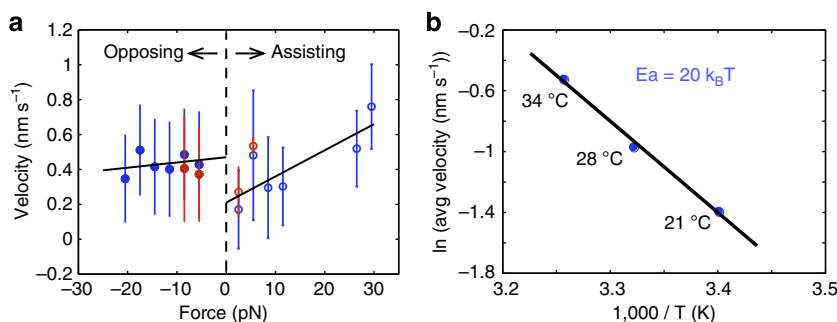 a
Opposing
Assisting
Velocity (nm s⁻¹)
1.2
1
0.8
0.6
0.4
0.2
0
−0.2
−30
−20
−10
0
10
20
30
Force (pN)
b
ln (avg velocity (nm s⁻¹))
−0.2
−0.6
−1
−1.4
−1.8
Ea = 20 kBT
34 °C
28 °C
21 °C
3.2
3.3
3.4
3.5
1,000 / T (K)